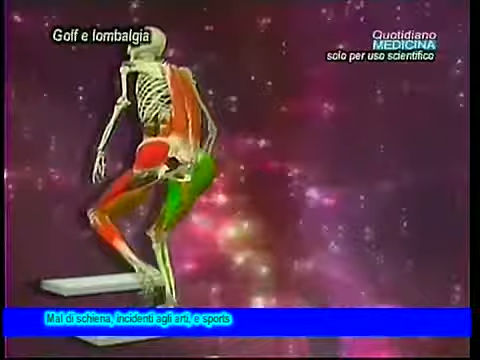 Golf e lombalgia
Quotidiano
MEDICINA
solo per uso scientifico
Mal di schiena, incidenti agli arti, e sports